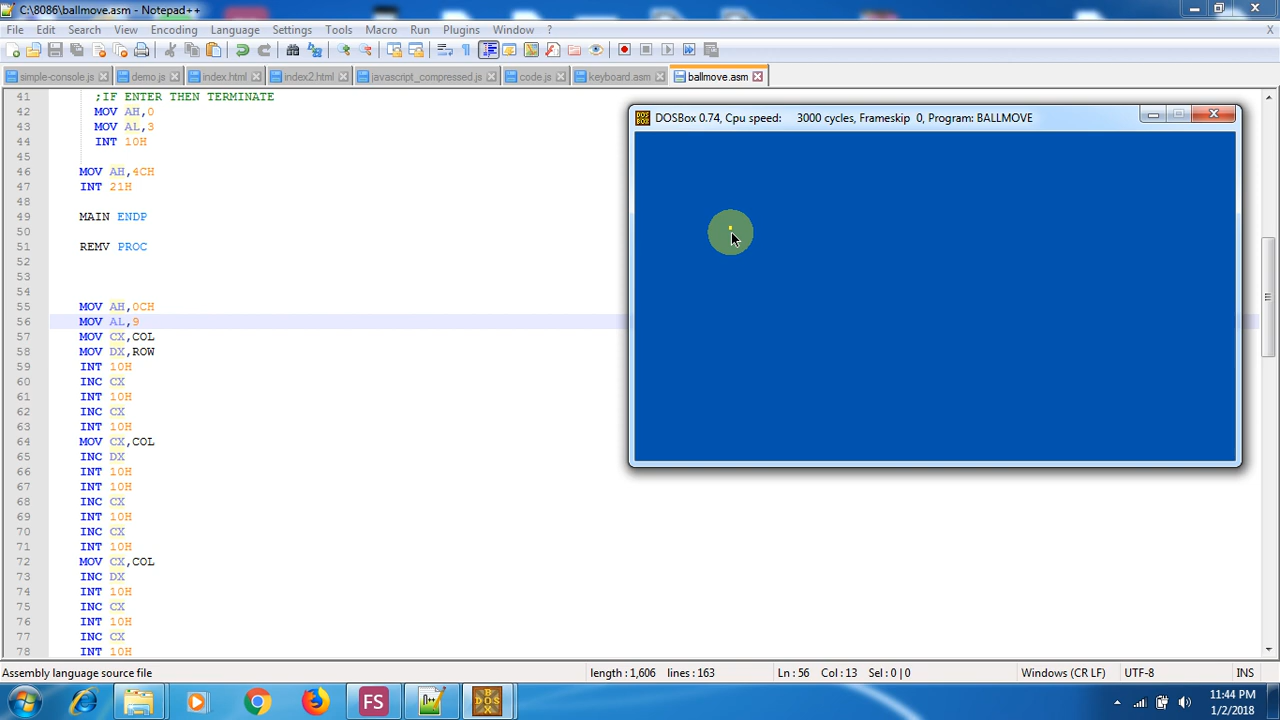 C:\8086\ballmove.asm - Notepad++
File Edit Search View Encoding Language Settings Tools Macro Run Plugins Window ? X
simple-console.js demo.js index.html index2.html javascript_compressed.js code.js keyboard.asm ballmove.asm
41 ;IF ENTER THEN TERMINATE
42 MOV AH,0
43 MOV AL,3
44 INT 10H
45
46 MOV AH,4CH
47 INT 21H
48
49 MAIN ENDP
50
51 REMV PROC
52
53
54
55 MOV AH,0CH
56 MOV AL,9
57 MOV CX,COL
58 MOV DX,ROW
59 INT 10H
60 INC CX
61 INT 10H
62 INC CX
63 INT 10H
64 MOV CX,COL
65 INC DX
66 INT 10H
67 INT 10H
68 INC CX
69 INT 10H
70 INC CX
71 INT 10H
72 MOV CX,COL
73 INC DX
74 INT 10H
75 INC CX
76 INT 10H
77 INC CX
78 INT 10H
DOSBox 0.74, Cpu speed: 3000 cycles, Frameskip 0, Program: BALLMOVE
Assembly language source file length : 1,606 lines : 163 Ln : 56 Col : 13 Sel : 0 | 0 Windows (CR LF) UTF-8 INS
FS
11:44 PM
1/2/2018